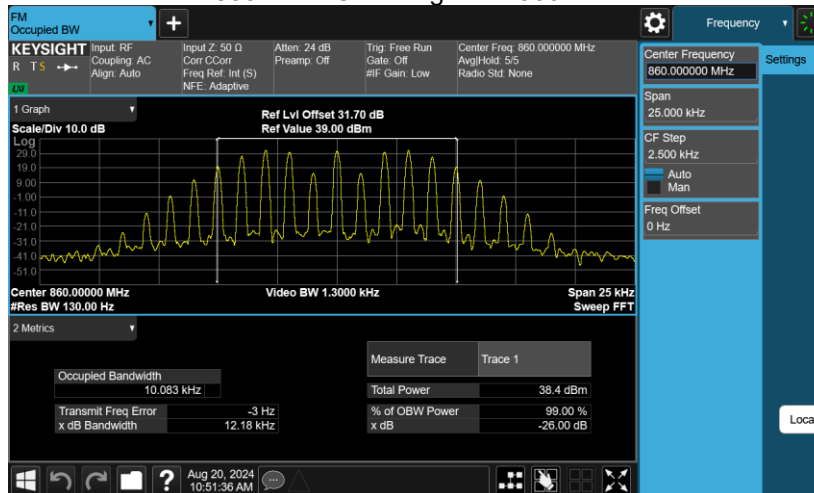 FM
Occupied BW
Frequency
KEYSIGHT
R T S
LXI
Input: RF
Coupling: AC
Align: Auto
Input Z: 50 Ω
Corr CCorr
Freq Ref: Int (S)
NFE: Adaptive
Atten: 24 dB
Preamp: Off
Trig: Free Run
Gate: Off
#IF Gain: Low
Center Freq: 860.000000 MHz
Avg|Hold: 5/5
Radio Std: None
1 Graph
Scale/Div 10.0 dB
Ref Lvl Offset 31.70 dB
Ref Value 39.00 dBm
Log
29.0
19.0
9.00
-1.00
-11.0
-21.0
-31.0
-41.0
-51.0
Center 860.00000 MHz
#Res BW 130.00 Hz
Video BW 1.3000 kHz
Span 25 kHz
Sweep FFT
2 Metrics
Measure Trace
Trace 1
Occupied Bandwidth
10.083 kHz
Total Power
38.4 dBm
Transmit Freq Error
-3 Hz
% of OBW Power
99.00 %
x dB Bandwidth
12.18 kHz
x dB
-26.00 dB
?
Aug 20, 2024
10:51:36 AM
Center Frequency
860.000000 MHz
Settings
Span
25.000 kHz
CF Step
2.500 kHz
Auto
Man
Freq Offset
0 Hz
Loca